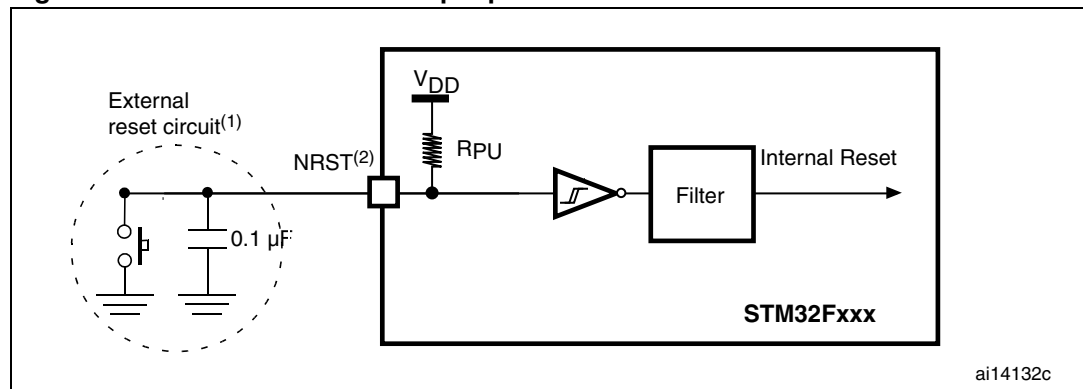 External
reset circuit(1)
VDD
RPU
NRST(2)
Internal Reset
Filter
0.1 µF
STM32Fxxx
ai14132c